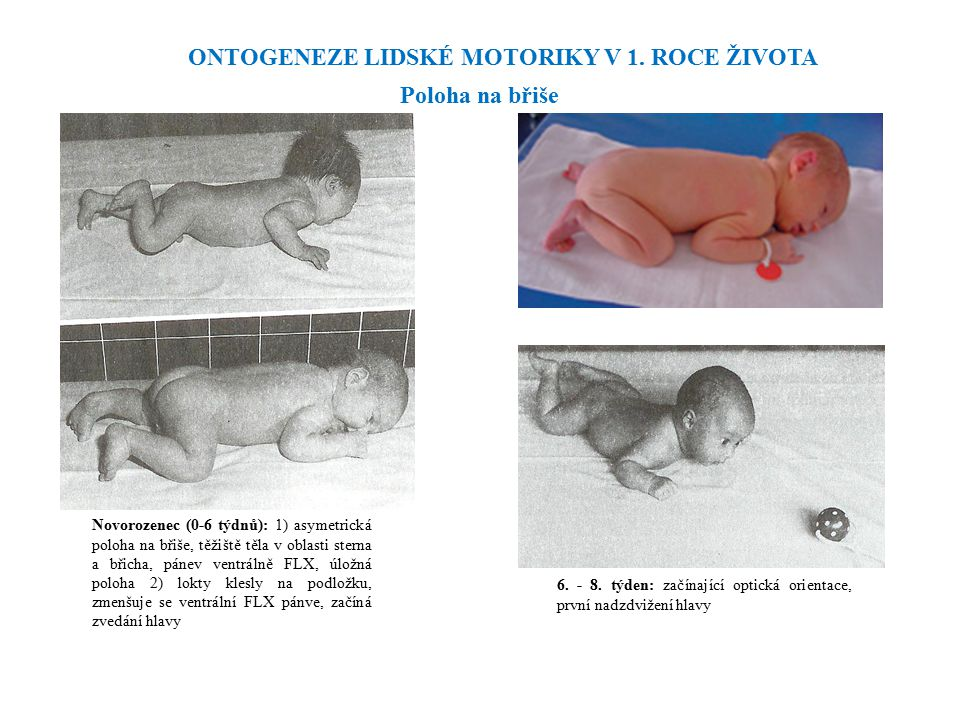 ONTOGENEZE LIDSKÉ MOTORIKY V 1. ROCE ŽIVOTA
Poloha na břiše
Novorozenec (0-6 týdnů): 1) asymetrická
poloha na břiše, těžiště těla v oblasti sterna
a břicha, pánev ventrálně FLX, úložná
poloha 2) lokty klesly na podložku,
zmenšuje se ventrální FLX pánve, začíná
zvedání hlavy
6. - 8. týden: začínající optická orientace,
první nadzdvižení hlavy